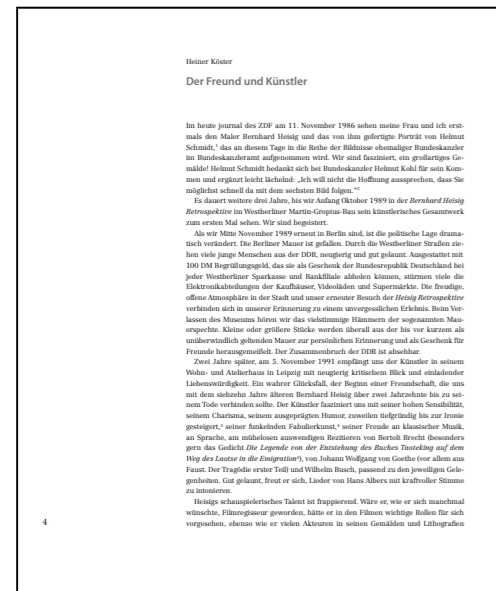 Heiner Köster
Der Freund und Künstler
Im heute journal des ZDF am 11. November 1986 sehen meine Frau und ich erst-
mals den Maler Bernhard Heisig und das von ihm gefertigte Porträt von Helmut
Schmidt,¹ das an diesem Tage in die Reihe der Bildnisse ehemaliger Bundeskanzler
im Bundeskanzleramt aufgenommen wird. Wir sind fasziniert, ein großartiges Ge-
mälde! Helmut Schmidt bedankt sich bei Bundeskanzler Helmut Kohl für sein Kom-
men und ergänzt leicht lächelnd: „Ich will nicht die Hoffnung aussprechen, dass Sie
möglichst schnell da mit dem sechsten Bild folgen.“²
Es dauert weitere drei Jahre, bis wir Anfang Oktober 1989 in der Bernhard Heisig
Retrospektive im Westberliner Martin-Gropius-Bau sein künstlerisches Gesamtwerk
zum ersten Mal sehen. Wir sind begeistert.
Als wir Mitte November 1989 erneut in Berlin sind, ist die politische Lage drama-
tisch verändert. Die Berliner Mauer ist gefallen. Durch die Westberliner Straßen zie-
hen viele junge Menschen aus der DDR, neugierig und gut gelaunt. Ausgestattet mit
100 DM Begrüßungsgeld, das sie als Geschenk der Bundesrepublik Deutschland bei
jeder Westberliner Sparkasse und Bankfiliale abholen können, stürmen viele die
Elektronikabteilungen der Kaufhäuser, Videoläden und Supermärkte. Die freudige,
offene Atmosphäre in der Stadt und unser erneuter Besuch der Heisig Retrospektive
verbinden sich in unserer Erinnerung zu einem unvergesslichen Erlebnis. Beim Ver-
lassen des Museums hören wir das vielstimmige Hämmern der sogenannten Mau-
erspechte. Kleine oder größere Stücke werden überall aus der bis vor kurzem als
unüberwindlich geltenden Mauer zur persönlichen Erinnerung und als Geschenk für
Freunde herausgemeißelt. Der Zusammenbruch der DDR ist absehbar.
Zwei Jahre später, am 5. November 1991 empfängt uns der Künstler in seinem
Wohn- und Atelierhaus in Leipzig mit neugierig kritischem Blick und einladender
Liebenswürdigkeit. Ein wahrer Glücksfall, der Beginn einer Freundschaft, die uns
mit dem siebzehn Jahre älteren Bernhard Heisig über zwei Jahrzehnte bis zu sei-
nem Tode verbinden sollte. Der Künstler fasziniert uns mit seiner hohen Sensibilität,
seinem Charisma, seinem ausgeprägten Humor, zuweilen tiefgründig bis zur Ironie
gesteigert,³ seiner funkelnden Fabulierkunst,⁴ seiner Freude an klassischer Musik,
an Sprache, am mühelosen auswendigen Rezitieren von Bertolt Brecht (besonders
gern das Gedicht Die Legende von der Entstehung des Buches Taoteking auf dem
Weg des Laotse in die Emigration⁵), von Johann Wolfgang von Goethe (vor allem aus
Faust. Der Tragödie erster Teil) und Wilhelm Busch, passend zu den jeweiligen Gele-
genheiten. Gut gelaunt, freut er sich, Lieder von Hans Albers mit kraftvoller Stimme
zu intonieren.
Heisigs schauspielerisches Talent ist frappierend. Wäre er, wie er sich manchmal
wünschte, Filmregisseur geworden, hätte er in den Filmen wichtige Rollen für sich
vorgesehen, ebenso wie er vielen Akteuren in seinen Gemälden und Lithografien
4